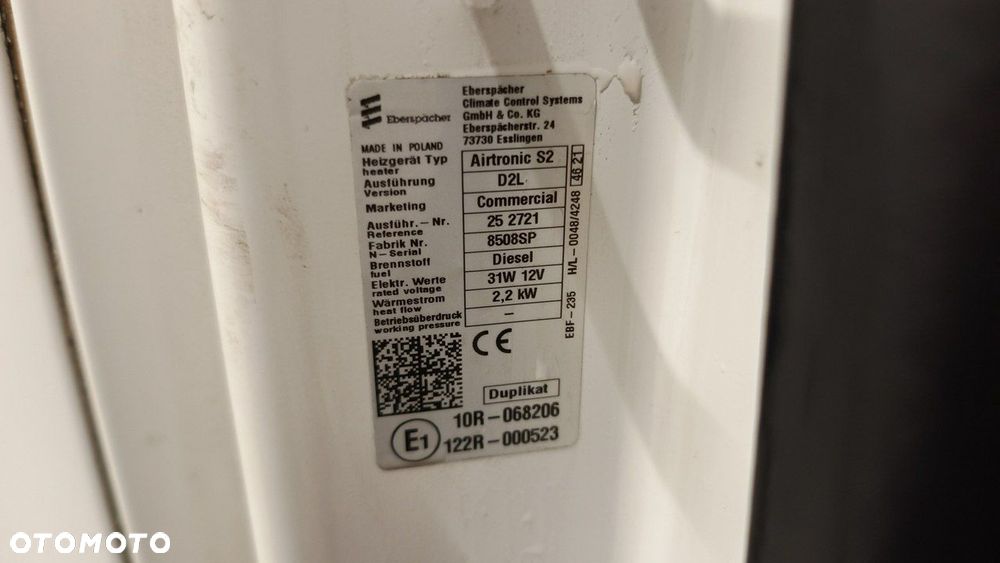 Eberspächer
Eberspächer
Climate Control Systems
GmbH & Co. KG
Eberspächerstr. 24
73730 Esslingen
MADE IN POLAND
Heizgerät Typ
heater
Airtronic S2
Ausführung
Version
D2L
Marketing
Commercial
Ausführ. – Nr.
Reference
25 2721
Fabrik Nr.
N – Serial
8508SP
Brennstoff
fuel
Diesel
Elektr. Werte
rated voltage
31W 12V
Wärmestrom
heat flow
2,2 kW
Betriebsüberdruck
working pressure
–
EBF – 235 H/L – 0048/4248 46 21
CE
Duplikat
E1
10R – 068206
122R – 000523
OTOMOTO